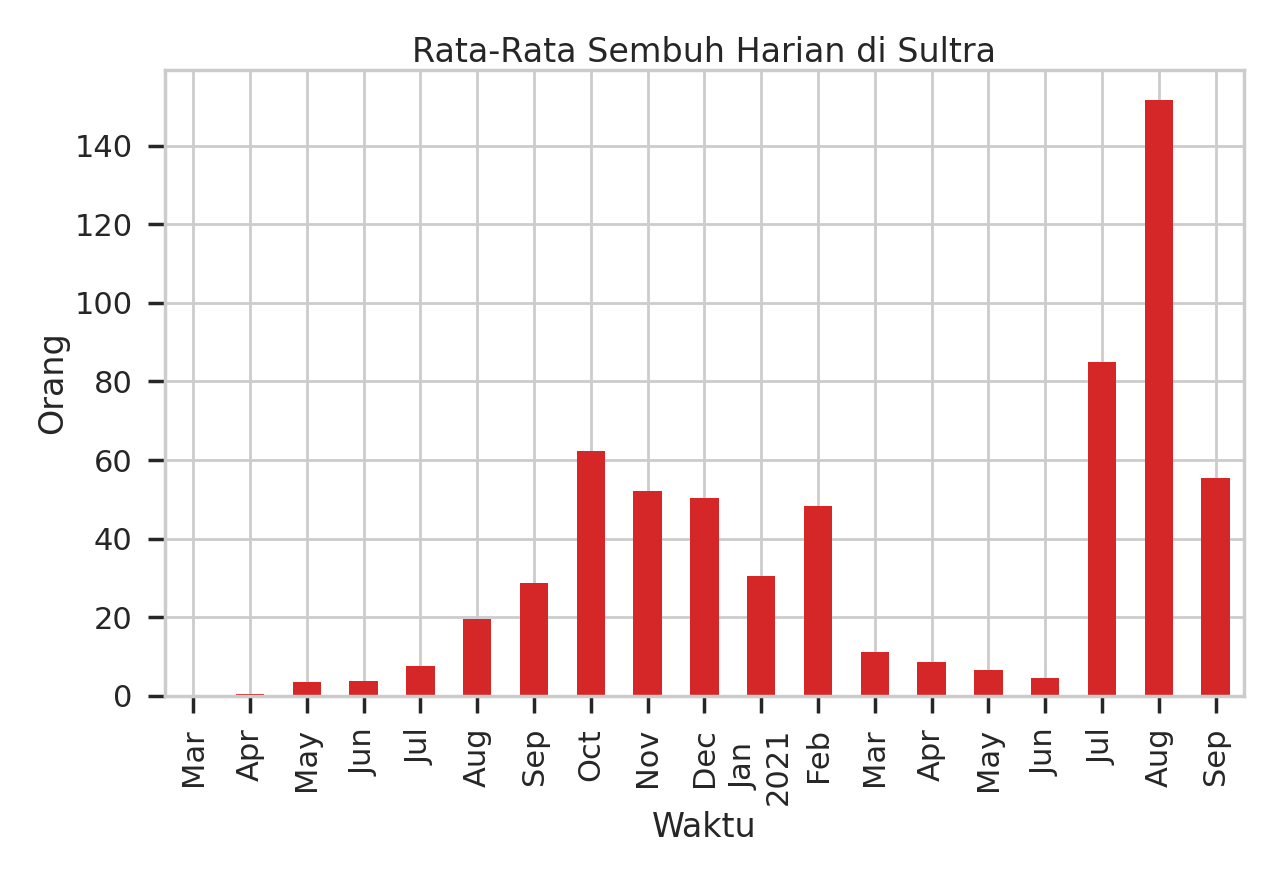 Rata-Rata Sembuh Harian di Sultra
Orang
140
120
100
80
60
40
20
0
Mar
Apr
May
Jun
Jul
Aug
Sep
Oct
Nov
Dec
Jan
2021
Feb
Mar
Apr
May
Jun
Jul
Aug
Sep
Waktu